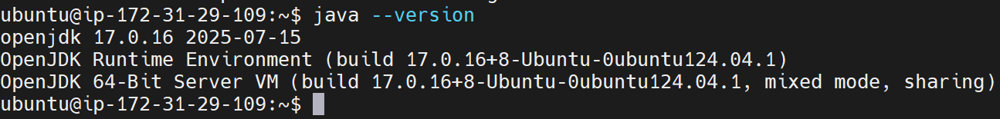 ubuntu@ip-172-31-29-109:~$ java --version
openjdk 17.0.16 2025-07-15
OpenJDK Runtime Environment (build 17.0.16+8-Ubuntu-0ubuntu124.04.1)
OpenJDK 64-Bit Server VM (build 17.0.16+8-Ubuntu-0ubuntu124.04.1, mixed mode, sharing)
ubuntu@ip-172-31-29-109:~$